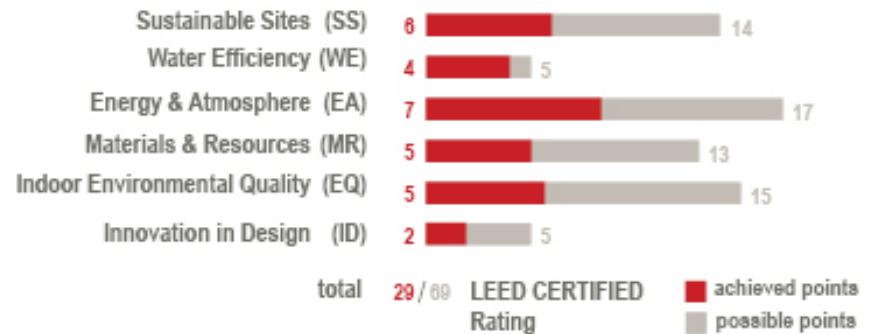 Sustainable Sites (SS) 6 14
Water Efficiency (WE) 4 5
Energy & Atmosphere (EA) 7 17
Materials & Resources (MR) 5 13
Indoor Environmental Quality (EQ) 5 15
Innovation in Design (ID) 2 5
total 29 / 69 LEED CERTIFIED achieved points
Rating possible points